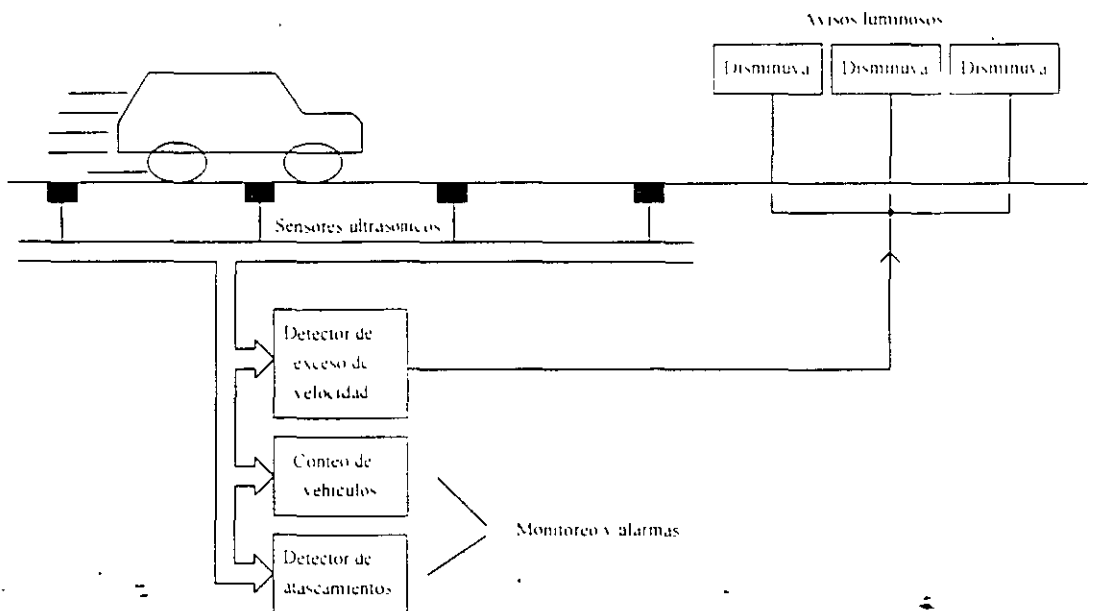 Avisos luminosos
Disminuya Disminuya Disminuya
Sensores ultrasonicos
Detector de
exceso de
velocidad
Conteo de
vehiculos
Monitoreo y alarmas
Detector de
atascamientos